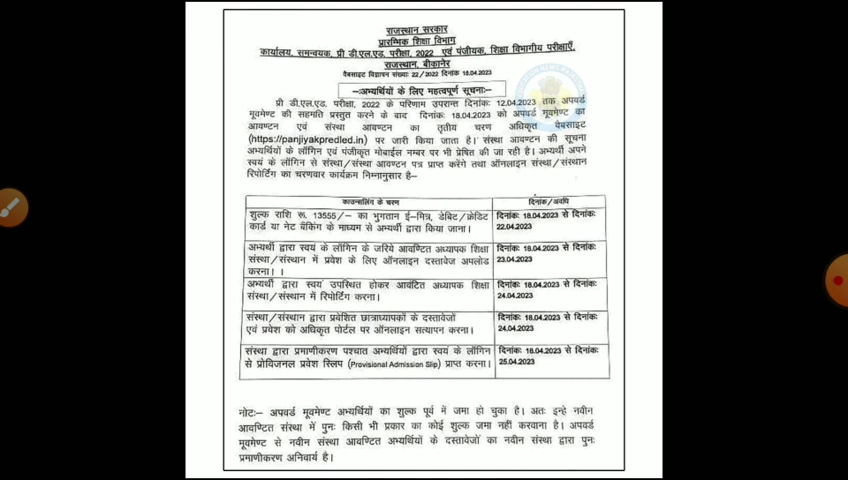 राजस्थान सरकार
प्रारम्भिक शिक्षा विभाग
कार्यालय, समन्वयक, प्री डी.एल.एड. परीक्षा, 2022 एवं पंजीयक, शिक्षा विभागीय परीक्षाएँ,
राजस्थान, बीकानेर
वैबसाइट विज्ञापन संख्याः 22/2022 दिनांक 18.04.2023
-:अभ्यर्थियों के लिए महत्वपूर्ण सूचनाः-
प्री डी.एल.एड. परीक्षा, 2022 के परिणाम उपरान्त दिनांकः 12.04.2023 तक अपवर्ड
मूवमेण्ट की सहमति प्रस्तुत करने के बाद दिनांकः 18.04.2023 को अपवर्ड मूवमेण्ट का
आवण्टन एवं संस्था आवण्टन का तृतीय चरण अधिकृत वैबसाइट
(https://panjiyakpredled.in) पर जारी किया जाता है। संस्था आवण्टन की सूचना
अभ्यर्थियों के लॉगिन एवं पंजीकृत मोबाईल नम्बर पर भी प्रेषित की जा रही है। अभ्यर्थी अपने
स्वयं के लॉगिन से संस्था/संस्था आवण्टन पत्र प्राप्त करेंगे तथा ऑनलाइन संस्था/संस्थान
रिपोर्टिंग का चरणवार कार्यक्रम निम्नानुसार है–
काउन्सलिंग के चरण दिनांक/अवधि
शुल्क राशि रू. 13555/– का भुगतान ई–मित्र, डेबिट/क्रेडिट दिनांकः 18.04.2023 से दिनांकः
कार्ड या नेट बैंकिंग के माध्यम से अभ्यर्थी द्वारा किया जाना। 22.04.2023
अभ्यर्थी द्वारा स्वयं के लॉगिन के जरिये आवण्टित अध्यापक शिक्षा दिनांकः 18.04.2023 से दिनांकः
संस्था/संस्थान में प्रवेश के लिए ऑनलाइन दस्तावेज अपलोड 23.04.2023
करना। ।
अभ्यर्थी द्वारा स्वयं उपस्थित होकर आवंटित अध्यापक शिक्षा दिनांकः 18.04.2023 से दिनांकः
संस्था/संस्थान में रिपोर्टिंग करना। 24.04.2023
संस्था/संस्थान द्वारा प्रवेशित छात्राध्यापकों के दस्तावेजों दिनांकः 18.04.2023 से दिनांकः
एवं प्रवेश को अधिकृत पोर्टल पर ऑनलाइन सत्यापन करना। 24.04.2023
संस्था द्वारा प्रमाणीकरण पश्चात अभ्यर्थियों द्वारा स्वयं के लॉगिन दिनांकः 18.04.2023 से दिनांकः
से प्रोविजनल प्रवेश स्लिप (Provisional Admission Slip) प्राप्त करना। 25.04.2023
नोटः– अपवर्ड मूवमेण्ट अभ्यर्थियों का शुल्क पूर्व में जमा हो चुका है। अतः इन्हे नवीन
आवण्टित संस्था में पुनः किसी भी प्रकार का कोई शुल्क जमा नहीं करवाना है। अपवर्ड
मूवमेण्ट से नवीन संस्था आवण्टित अभ्यर्थियों के दस्तावेजों का नवीन संस्था द्वारा पुनः
प्रमाणीकरण अनिवार्य है।